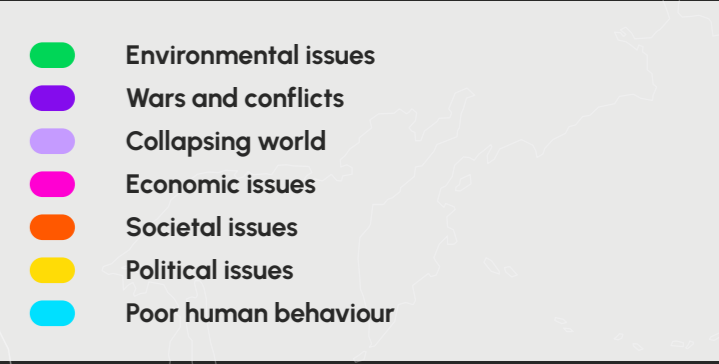 Environmental issues
Wars and conflicts
Collapsing world
Economic issues
Societal issues
Political issues
Poor human behaviour